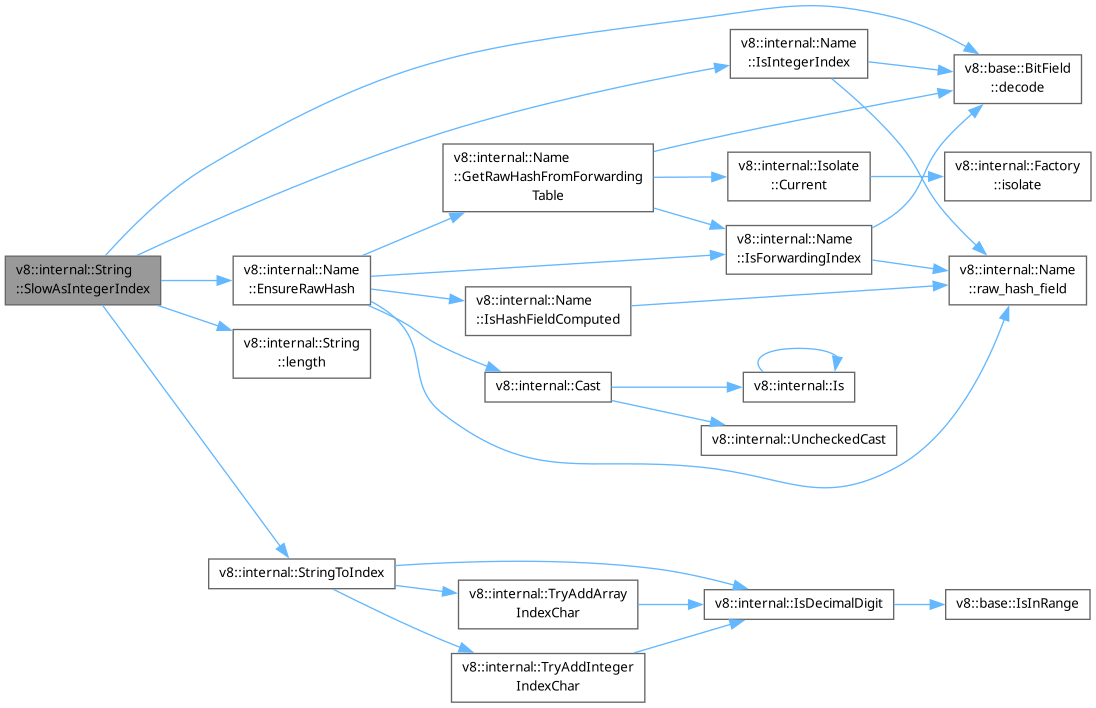 v8::internal::String
::SlowAsIntegerIndex
v8::internal::Name
::EnsureRawHash
v8::internal::String
::length
v8::internal::StringToIndex
v8::internal::Name
::GetRawHashFromForwarding
Table
v8::internal::Name
::IsHashFieldComputed
v8::internal::Cast
v8::internal::TryAddArray
IndexChar
v8::internal::TryAddInteger
IndexChar
v8::internal::Name
::IsIntegerIndex
v8::internal::Isolate
::Current
v8::internal::Name
::IsForwardingIndex
v8::internal::Is
v8::internal::UncheckedCast
v8::internal::IsDecimalDigit
v8::base::BitField
::decode
v8::internal::Factory
::isolate
v8::internal::Name
::raw_hash_field
v8::base::IsInRange